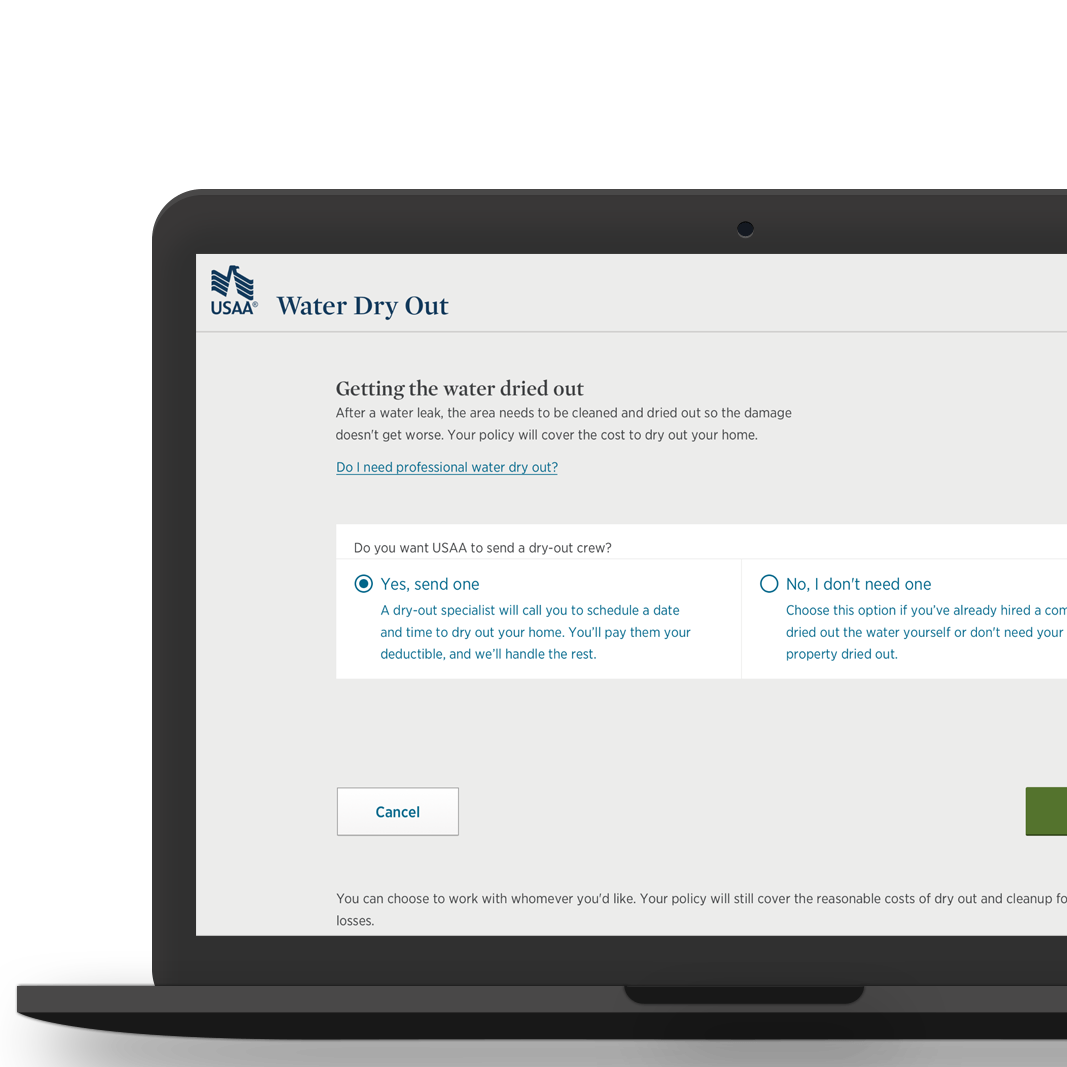 USAA®
Water Dry Out
Getting the water dried out
After a water leak, the area needs to be cleaned and dried out so the damage
doesn't get worse. Your policy will cover the cost to dry out your home.
Do I need professional water dry out?
Do you want USAA to send a dry-out crew?
Yes, send one
A dry-out specialist will call you to schedule a date
and time to dry out your home. You’ll pay them your
deductible, and we’ll handle the rest.
No, I don't need one
Choose this option if you’ve already hired a
dried out the water yourself or don't need your
property dried out.
Cancel
You can choose to work with whomever you'd like. Your policy will still cover the reasonable costs of dry out and cleanup
losses.